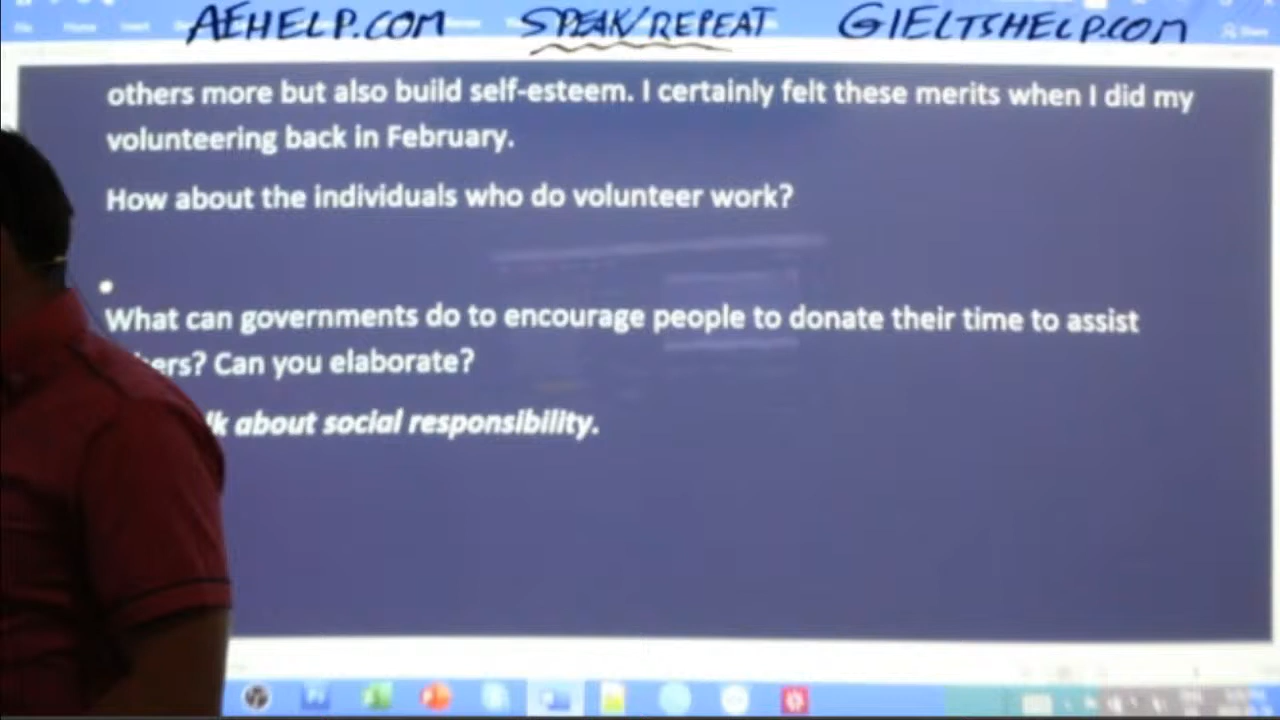 AEHELP.COM SPEAK/REPEAT GIELTSHELP.COM
others more but also build self-esteem. I certainly felt these merits when I did my
volunteering back in February.
How about the individuals who do volunteer work?
What can governments do to encourage people to donate their time to assist
Can you elaborate?
about social responsibility.